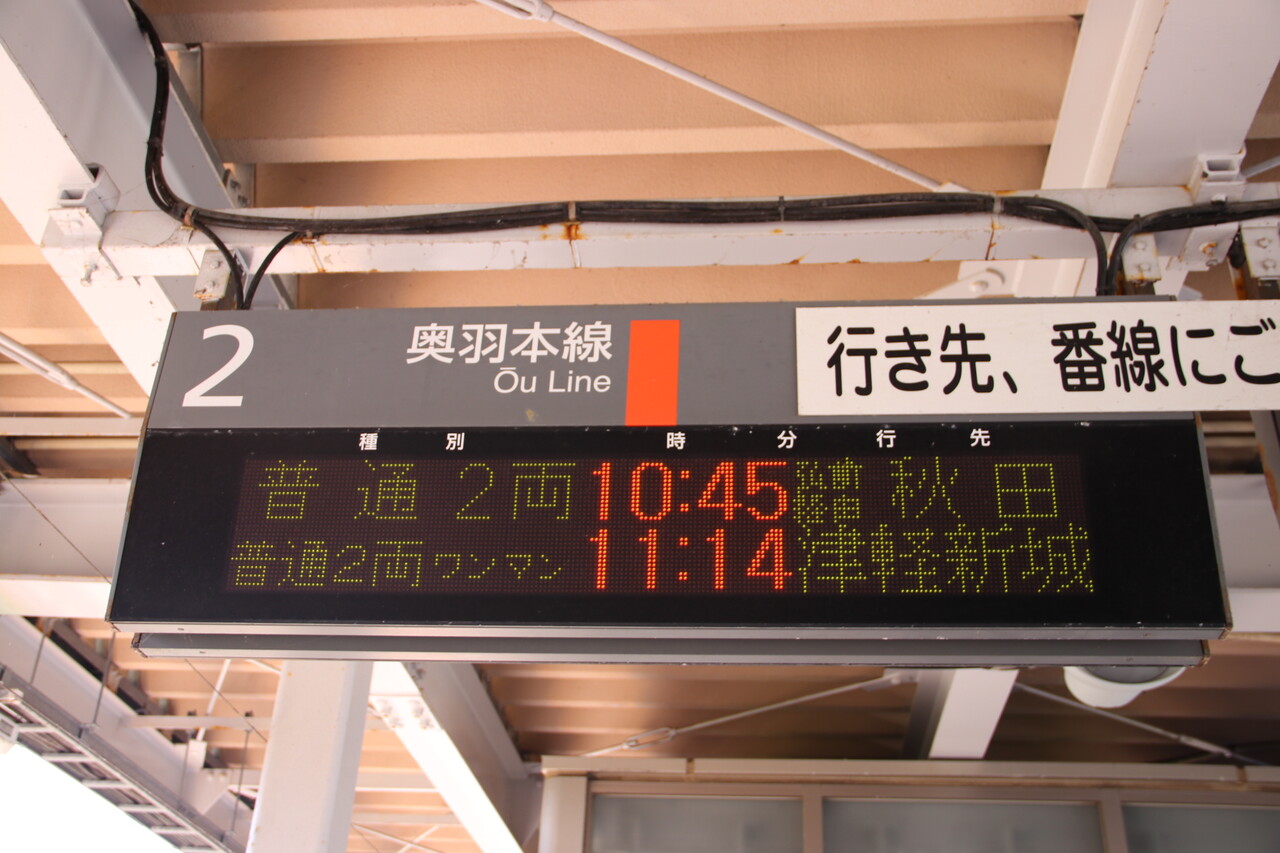 2 奥羽本線
Ōu Line
行き先、番線にご
種別 時分 行先
普通 2両 10:45 秋田
普通2両ワンマン 11:14 津軽新城